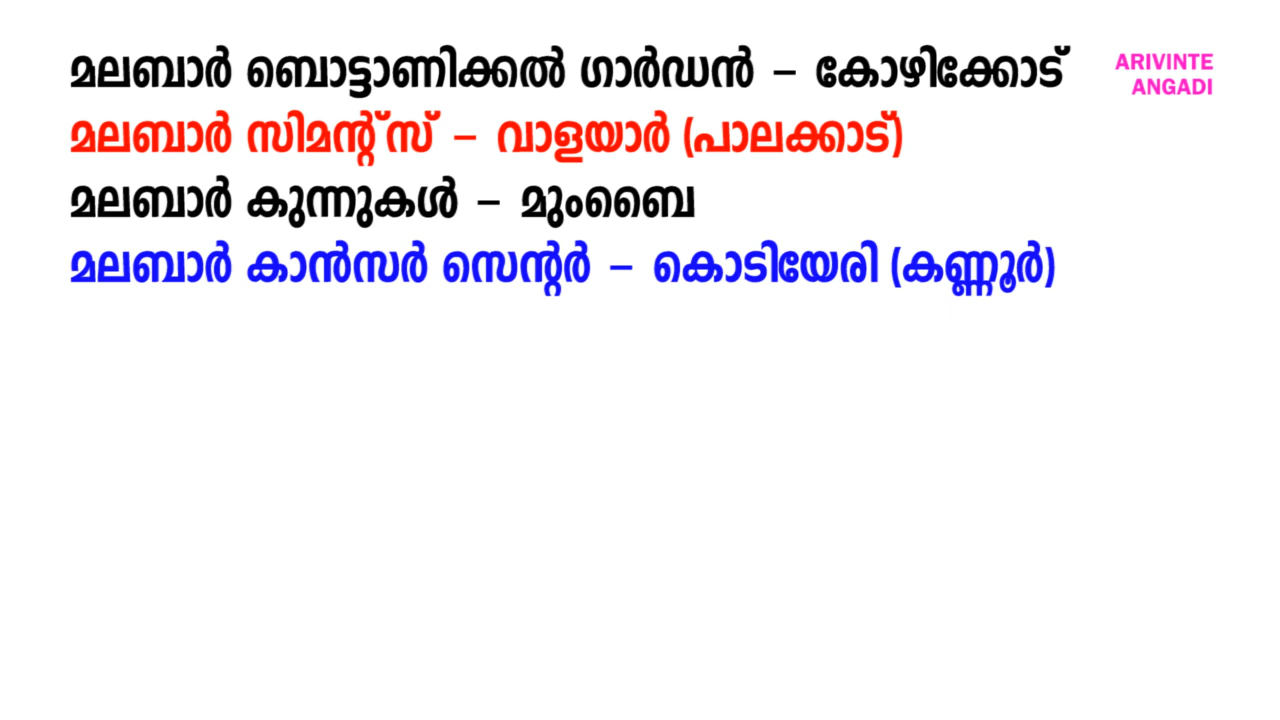 മലബാർ ബൊട്ടാണിക്കൽ ഗാർഡൻ – കോഴിക്കോട്
ARIVINTE
ANGADI
മലബാർ സിമന്റ്സ് – വാളയാർ (പാലക്കാട്)
മലബാർ കുന്നുകൾ – മുംബൈ
മലബാർ കാൻസർ സെന്റർ – കൊടിയേരി (കണ്ണൂർ)